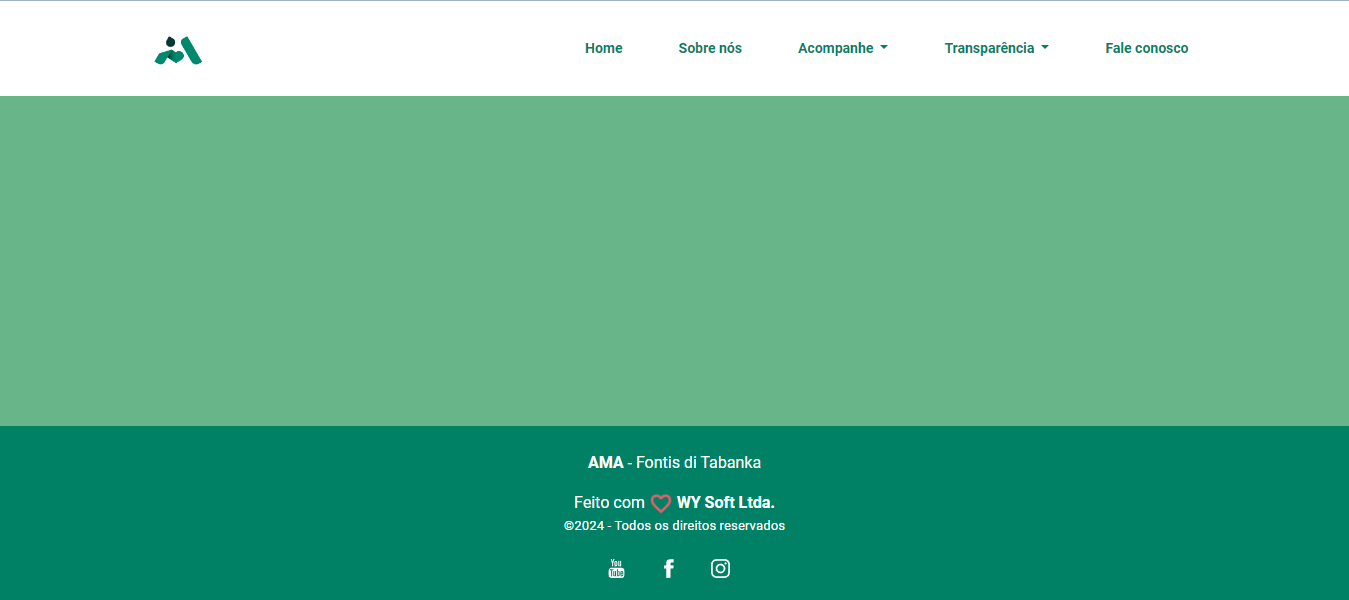 Home Sobre nós Acompanhe Transparência Fale conosco
AMA - Fontis di Tabanka
Feito com WY Soft Ltda.
©2024 - Todos os direitos reservados
You Tube